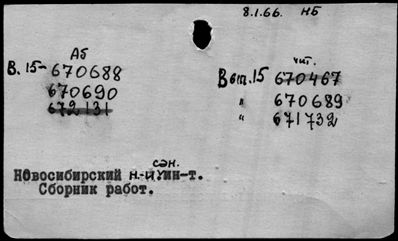 8.1.66. НБ
Аб
В. 15- 670688
670690
672131
чит.
Вып. 15 670467
" 670689
" 671732
сан.
Новосибирский н.-и. ин-т.
Сборник работ.